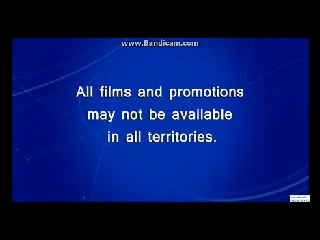 www.Bandicam.com
All films and promotions
may not be available
in all territories.